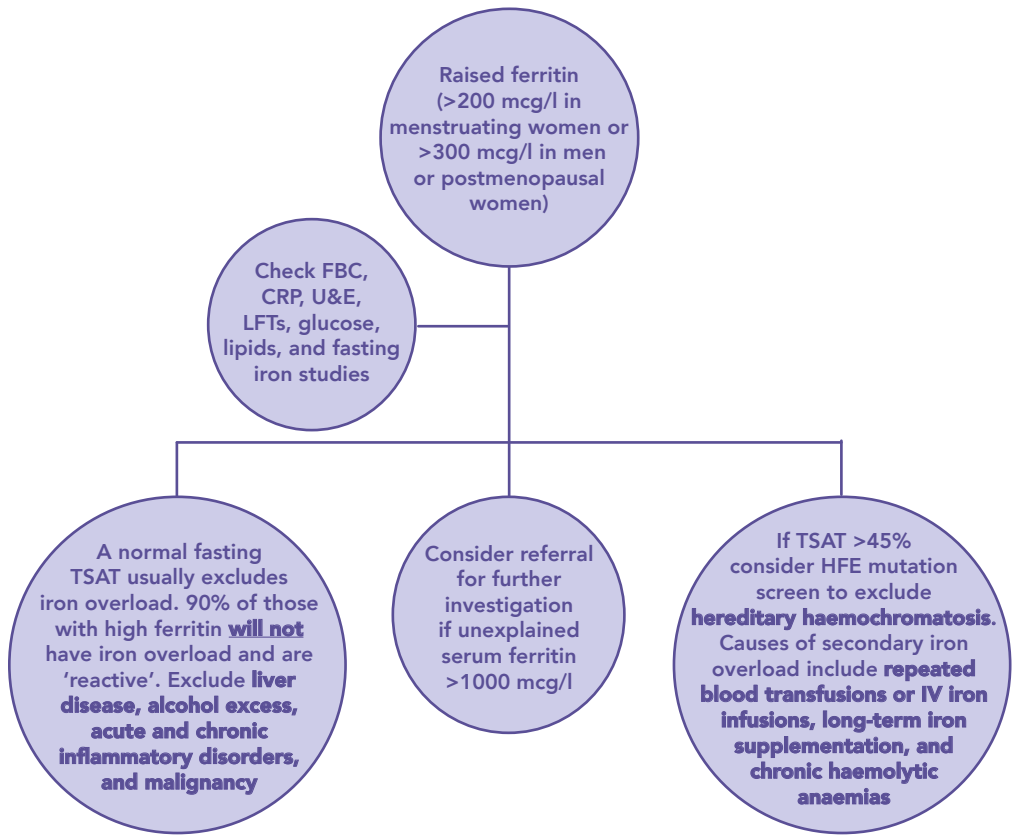 Raised ferritin
(>200 mcg/l in
menstruating women or
>300 mcg/l in men
or postmenopausal
women)
Check FBC,
CRP, U&E,
LFTs, glucose,
lipids, and fasting
iron studies
A normal fasting
TSAT usually excludes
iron overload. 90% of those
with high ferritin will not
have iron overload and are
‘reactive’. Exclude liver
disease, alcohol excess,
acute and chronic
inflammatory disorders,
and malignancy
Consider referral
for further
investigation
if unexplained
serum ferritin
>1000 mcg/l
If TSAT >45%
consider HFE mutation
screen to exclude
hereditary haemochromatosis.
Causes of secondary iron
overload include repeated
blood transfusions or IV iron
infusions, long-term iron
supplementation, and
chronic haemolytic
anaemias